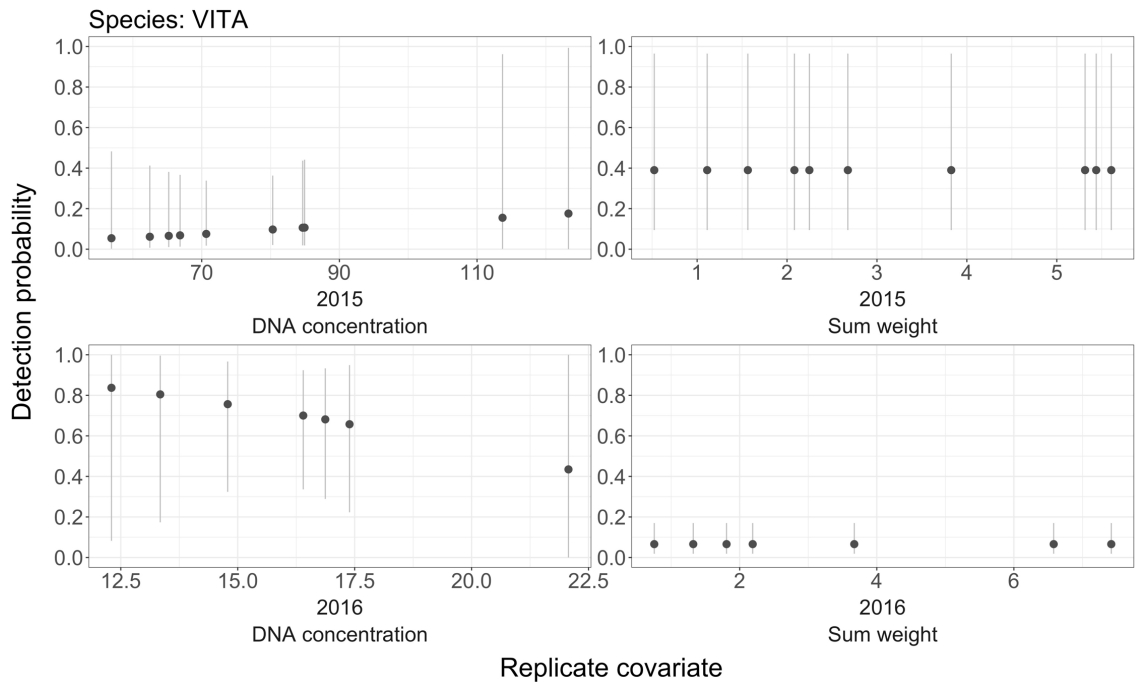 Species: VITA
Detection probability
1.0
0.8
0.6
0.4
0.2
0.0
70 90 110
2015
DNA concentration
1.0
0.8
0.6
0.4
0.2
0.0
1 2 3 4 5
2015
Sum weight
1.0
0.8
0.6
0.4
0.2
0.0
12.5 15.0 17.5 20.0 22.5
2016
DNA concentration
1.0
0.8
0.6
0.4
0.2
0.0
2 4 6
2016
Sum weight
Replicate covariate